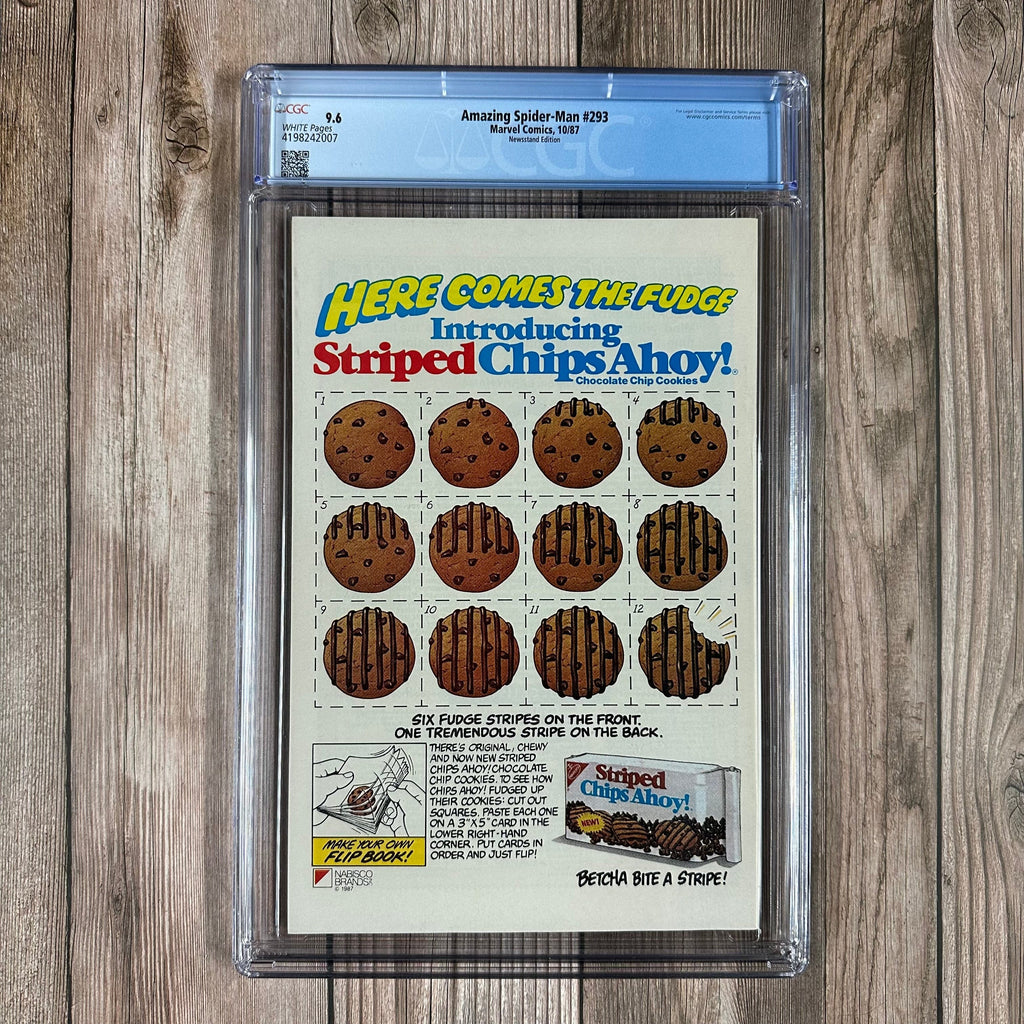 CGC
9.6
WHITE Pages
4198242007
Amazing Spider-Man #293
Marvel Comics, 10/87
Newsstand Edition
www.cgccomics.com/terms
CGC
HERE COMES THE FUDGE
Introducing
Striped Chips Ahoy!®
Chocolate Chip Cookies
1 2 3 4
5 6 7 8
9 10 11 12
SIX FUDGE STRIPES ON THE FRONT.
ONE TREMENDOUS STRIPE ON THE BACK.
THERE'S ORIGINAL, CHEWY
AND NOW NEW STRIPED
CHIPS AHOY! CHOCOLATE
CHIP COOKIES. TO SEE HOW
CHIPS AHOY! FUDGED UP
THEIR COOKIES: CUT OUT
SQUARES. PASTE EACH ONE
ON A 3"X5" CARD IN THE
LOWER RIGHT-HAND
CORNER. PUT CARDS IN
ORDER AND JUST FLIP!
MAKE YOUR OWN
FLIP BOOK!
NABISCO
BRANDS
© 1987
Striped
Chips Ahoy!
NEW!
BETCHA BITE A STRIPE!